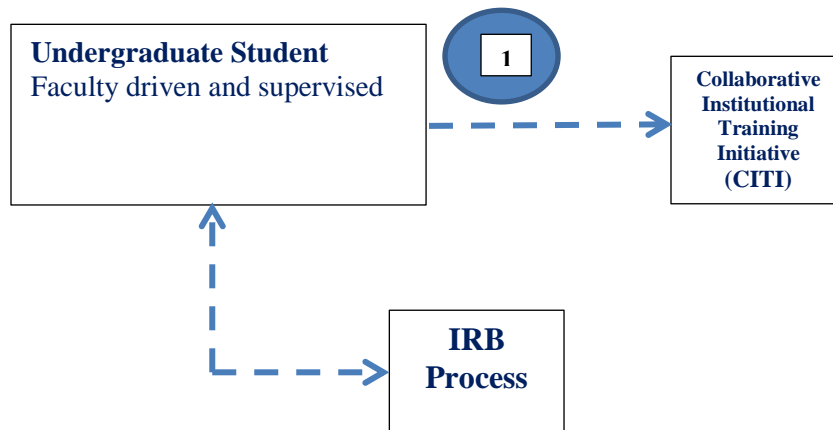 Undergraduate Student
Faculty driven and supervised
1
Collaborative
Institutional
Training
Initiative
(CITI)
IRB
Process